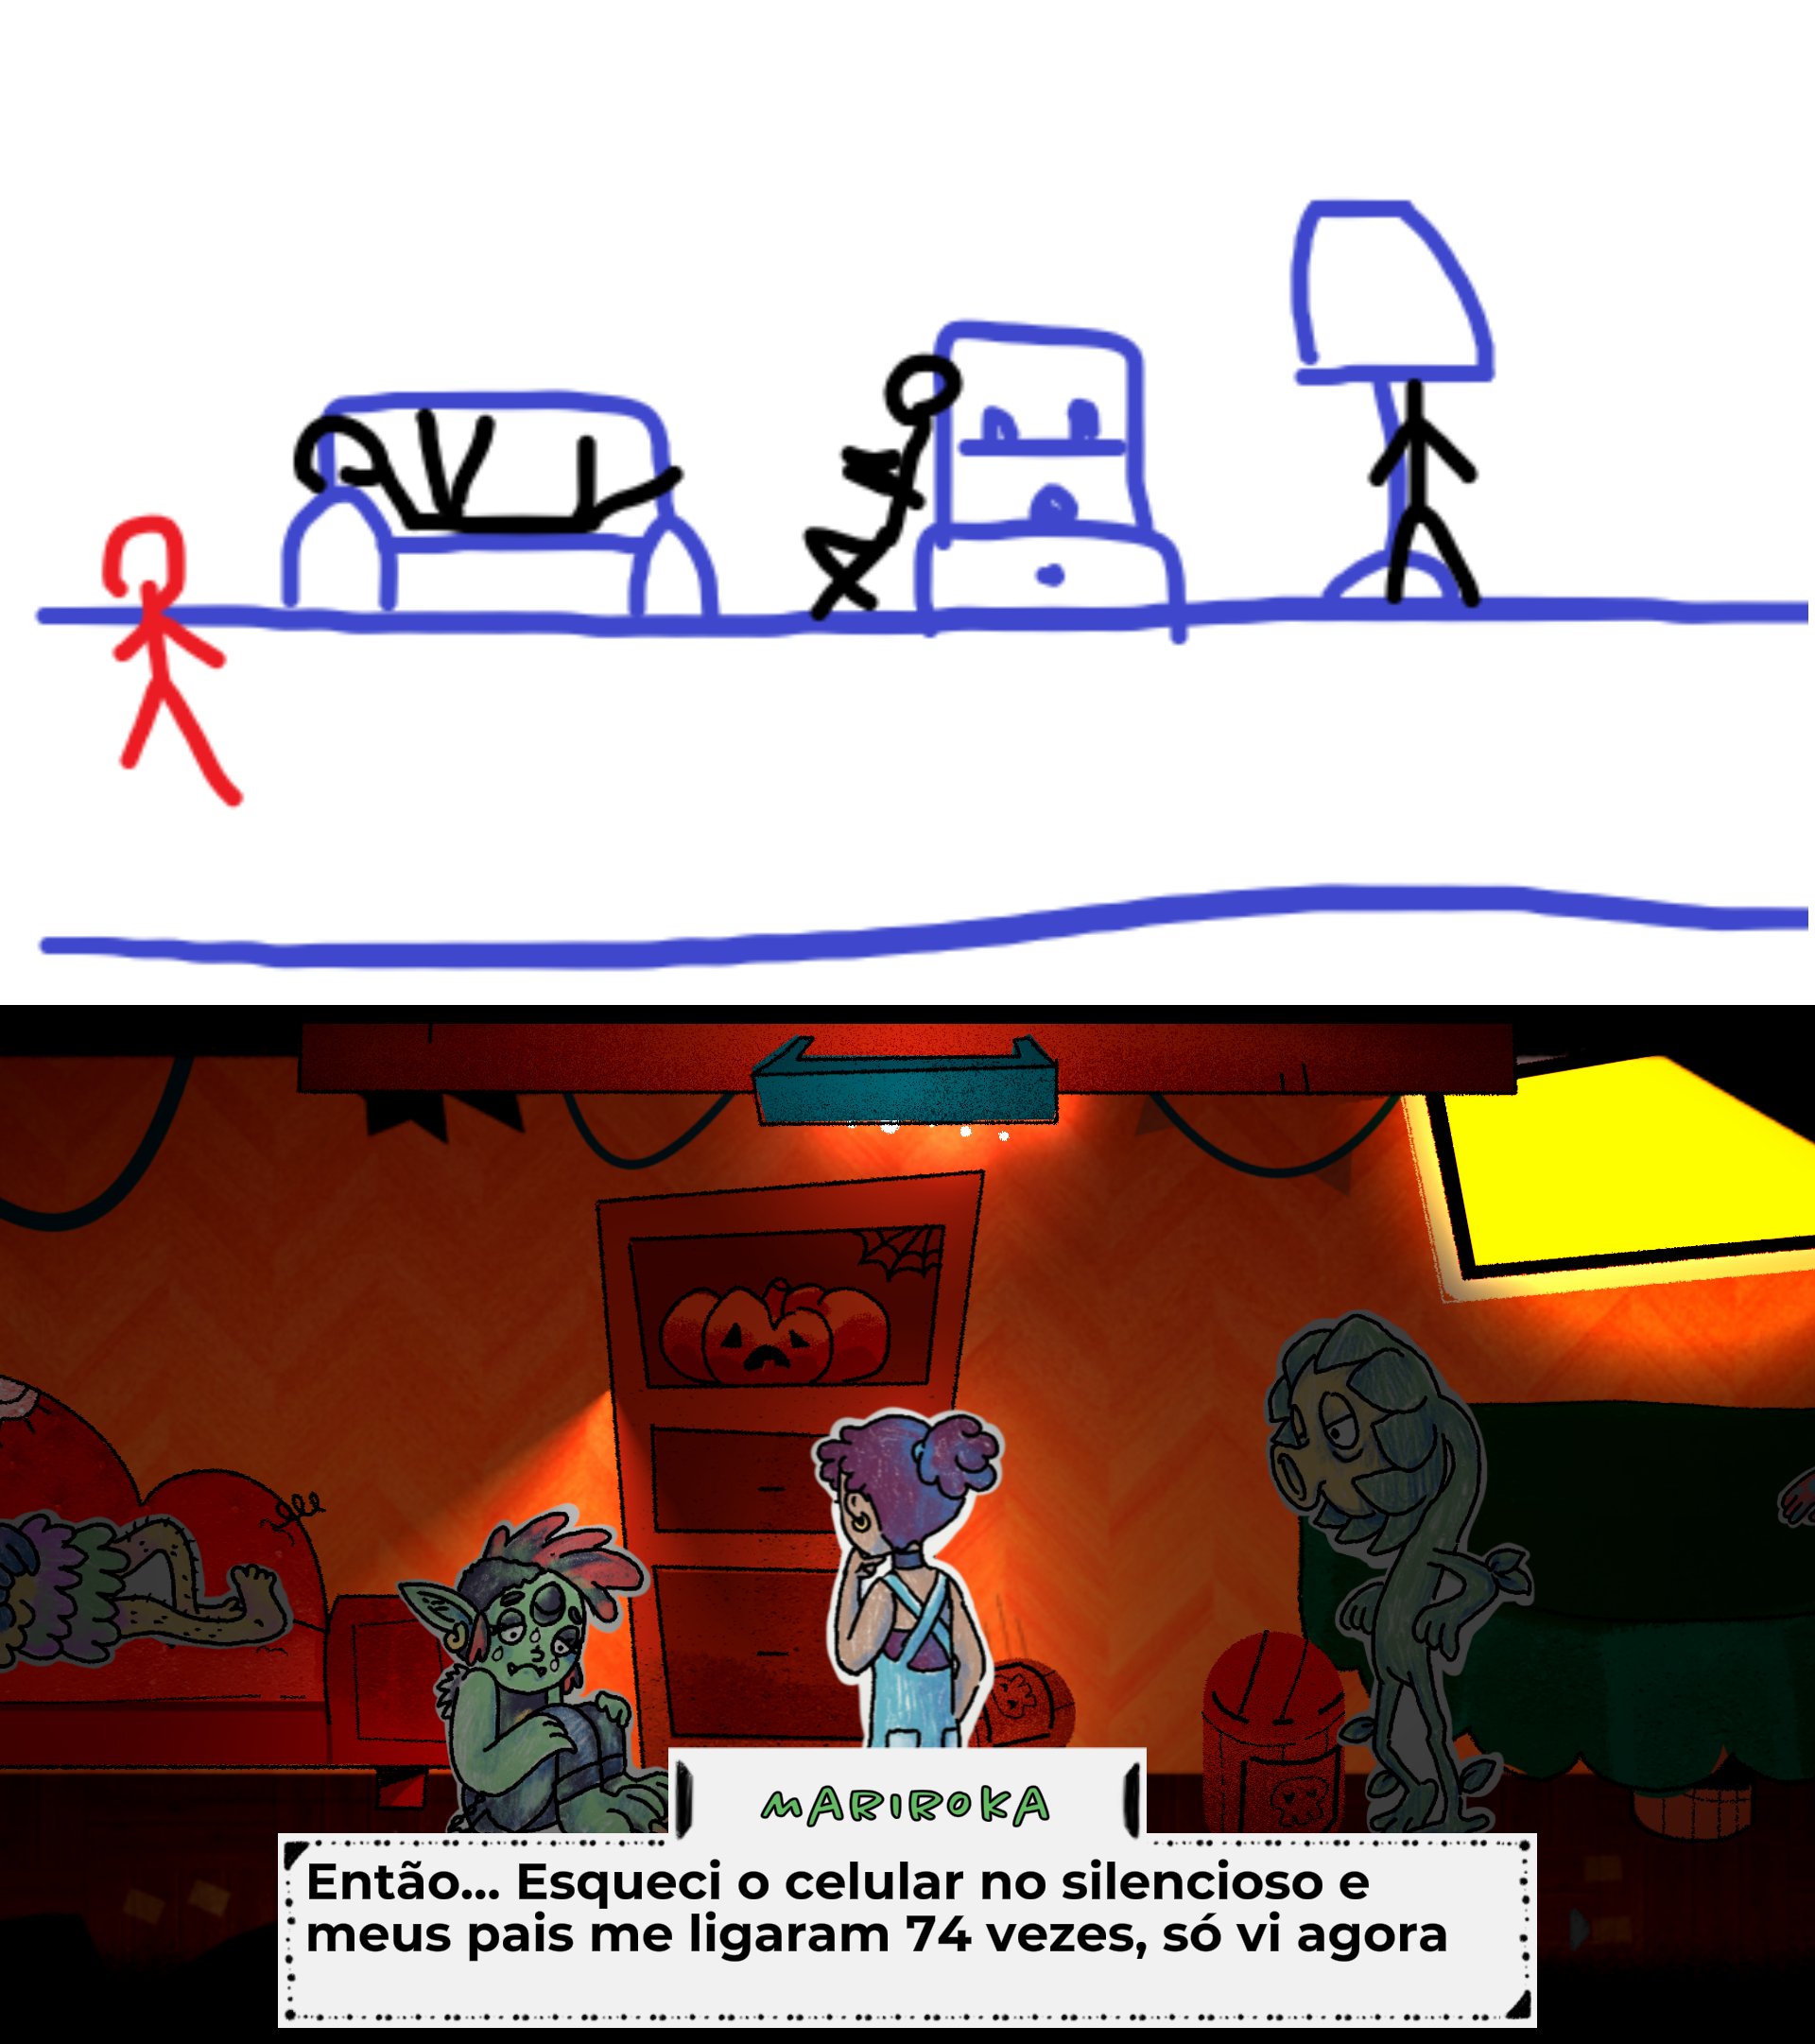 MARIROKA
Então... Esqueci o celular no silencioso e
meus pais me ligaram 74 vezes, só vi agora